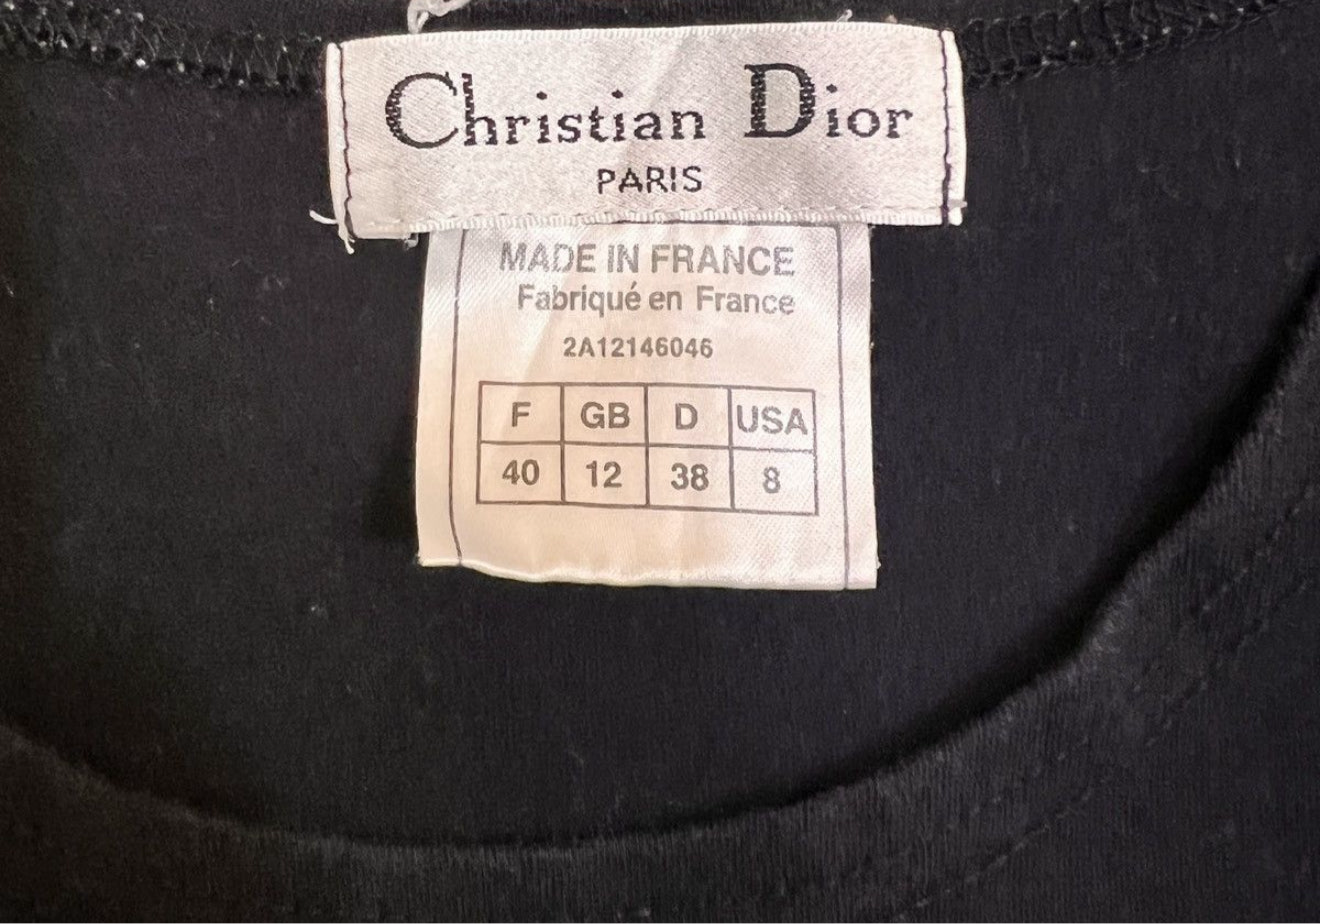 Christian Dior
PARIS
MADE IN FRANCE
Fabriqué en France
2A12146046
F GB D USA
40 12 38 8